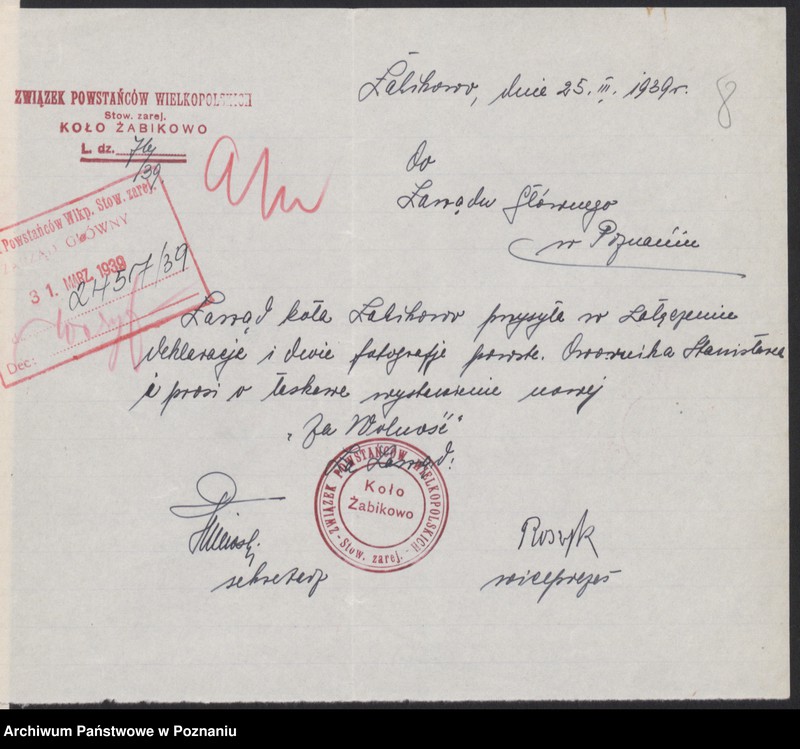 ZWIĄZEK POWSTAŃCÓW WIELKOPOLSKICH
Stow. zarej.
KOŁO ŻABIKOWO
L. dz. 76/39
Żabikowo, dnia 25. III. 1939 r.
8
Do
Zarządu Głównego
w Poznaniu
Powstańców Wlkp. Stow. zarej.
ZARZĄD GŁÓWNY
31. MARZ. 1939
2457/39
Dec:
Zarząd koła Żabikowo przysyła w załączeniu
deklaracje i dwie fotografje powst. Stanisława
i prosi o łaskawe wystawienie nowej
"Za Wolność"
Zarząd:
ZWIĄZEK POWSTAŃCÓW WIELKOPOLSKICH
Koło
Żabikowo
- Stow. zarej. -
sekretarz
wiceprezes
Archiwum Państwowe w Poznaniu